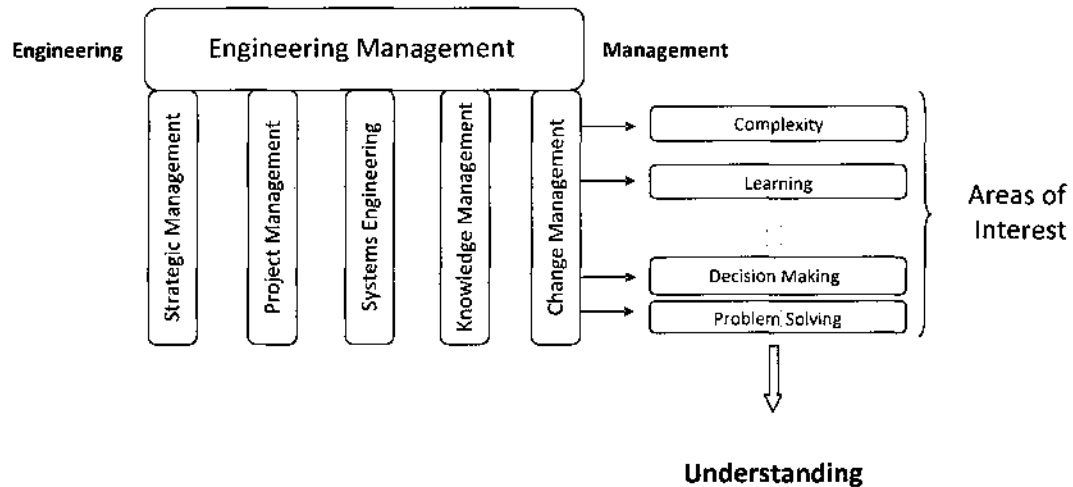 Engineering
Engineering Management
Management
Strategic Management
Project Management
Systems Engineering
Knowledge Management
Change Management
Complexity
Learning
Decision Making
Problem Solving
Areas of
Interest
Understanding